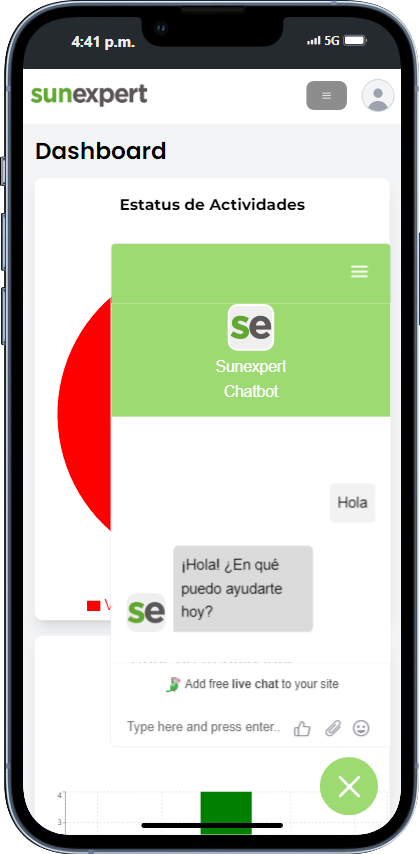 4:41 p.m.
5G
sunexpert
Dashboard
Estatus de Actividades
se
Sunexpert
Chatbot
Hola
¡Hola! ¿En qué
puedo ayudarte
hoy?
se
V
Add free live chat to your site
Type here and press enter..
4
3